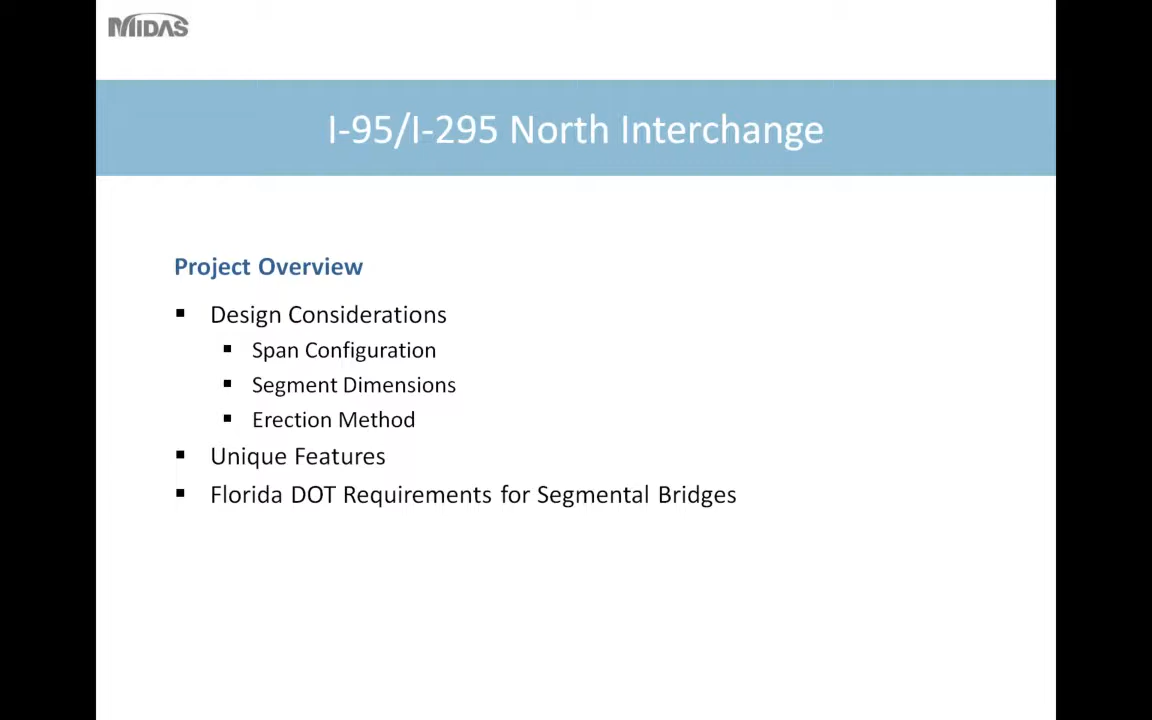 MIDAS
I-95/I-295 North Interchange
Project Overview
▪ Design Considerations
▪ Span Configuration
▪ Segment Dimensions
▪ Erection Method
▪ Unique Features
▪ Florida DOT Requirements for Segmental Bridges